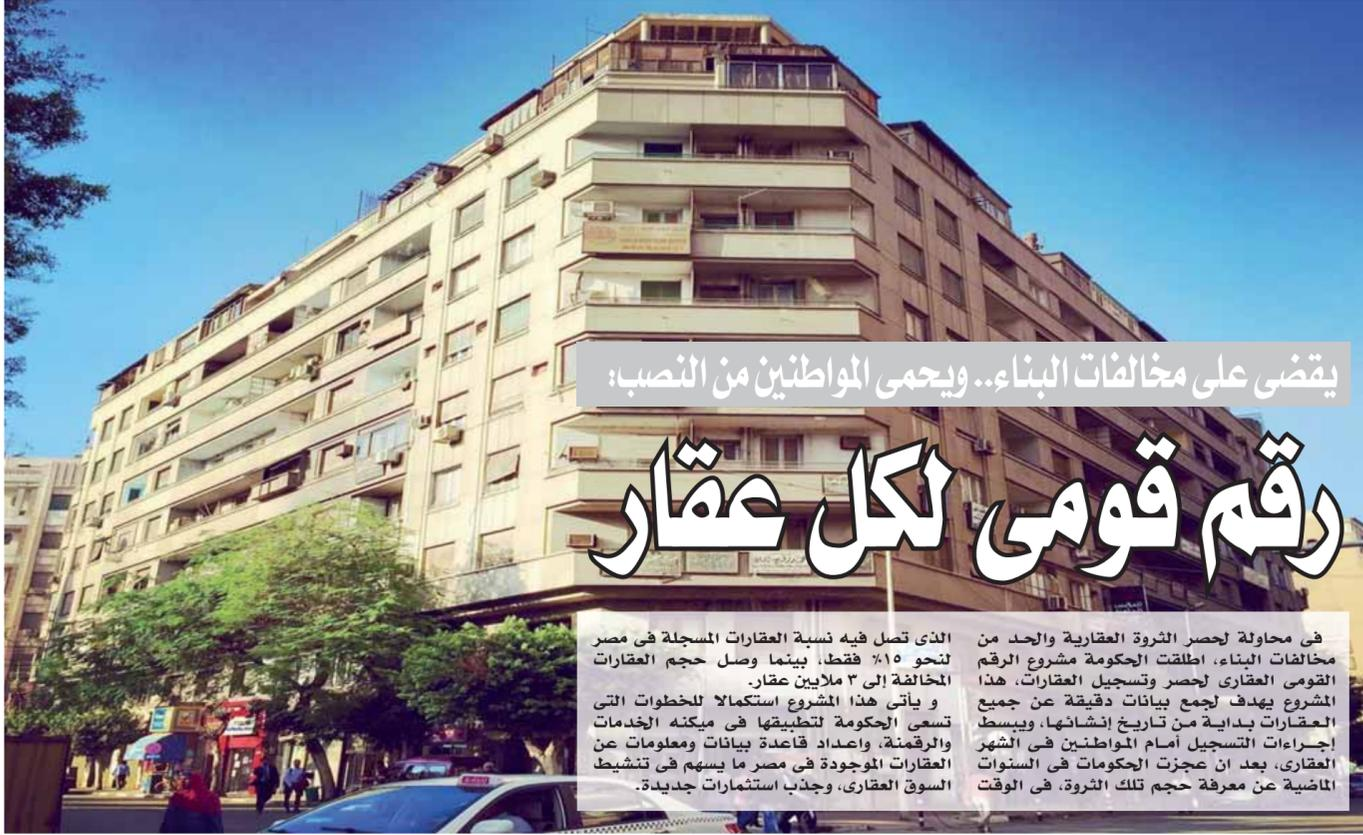 يقضى على مخالفات البناء.. ويحمى المواطنين من النصب:
رقم قومى لكل عقار
فى محاولة لحصر الثروة العقارية والحد من
مخالفات البناء، اطلقت الحكومة مشروع الرقم
القومى العقارى لحصر وتسجيل العقارات، هذا
المشروع يهدف لجمع بيانات دقيقة عن جميع
العقارات بداية من تاريخ إنشائها، ويبسط
إجراءات التسجيل أمام المواطنين فى الشهر
العقارى، بعد ان عجزت الحكومات فى السنوات
الماضية عن معرفة حجم تلك الثروة، فى الوقت
الذى تصل فيه نسبة العقارات المسجلة فى مصر
لنحو ١٥٪ فقط، بينما وصل حجم العقارات
المخالفة إلى ٣ ملايين عقار.
و يأتى هذا المشروع استكمالا للخطوات التى
تسعى الحكومة لتطبيقها فى ميكنه الخدمات
والرقمنة، واعداد قاعدة بيانات ومعلومات عن
العقارات الموجودة فى مصر ما يسهم فى تنشيط
السوق العقارى، وجذب استثمارات جديدة.